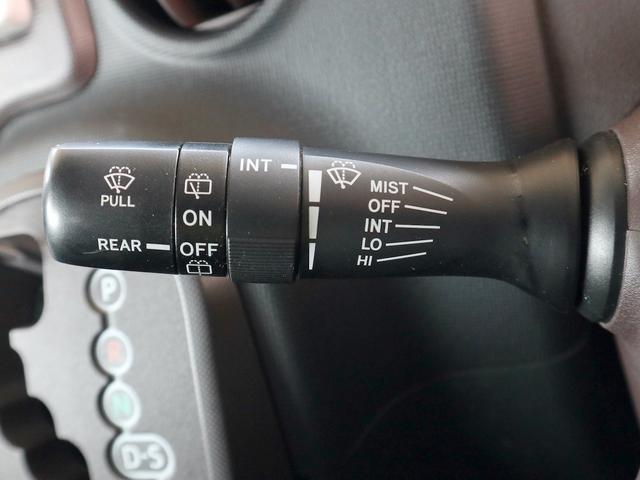 PULL
REAR
ON
OFF
INT
MIST
OFF
INT
LO
HI
P
R
N
D-S